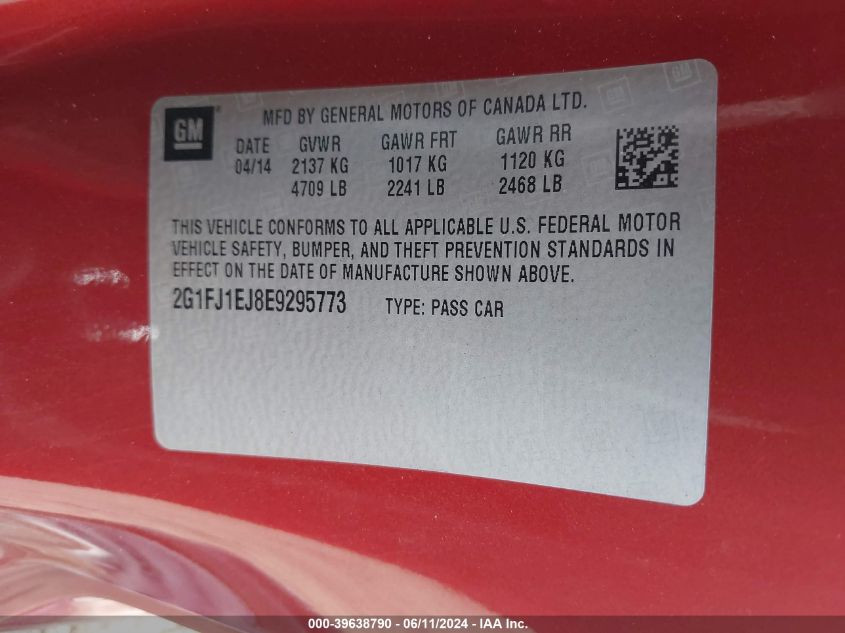 GM
®
MFD BY GENERAL MOTORS OF CANADA LTD.
DATE GVWR GAWR FRT GAWR RR
04/14 2137 KG 1017 KG 1120 KG
4709 LB 2241 LB 2468 LB
THIS VEHICLE CONFORMS TO ALL APPLICABLE U.S. FEDERAL MOTOR
VEHICLE SAFETY, BUMPER, AND THEFT PREVENTION STANDARDS IN
EFFECT ON THE DATE OF MANUFACTURE SHOWN ABOVE.
2G1FJ1EJ8E9295773 TYPE: PASS CAR
000-39638790 - 06/11/2024 - IAA Inc.